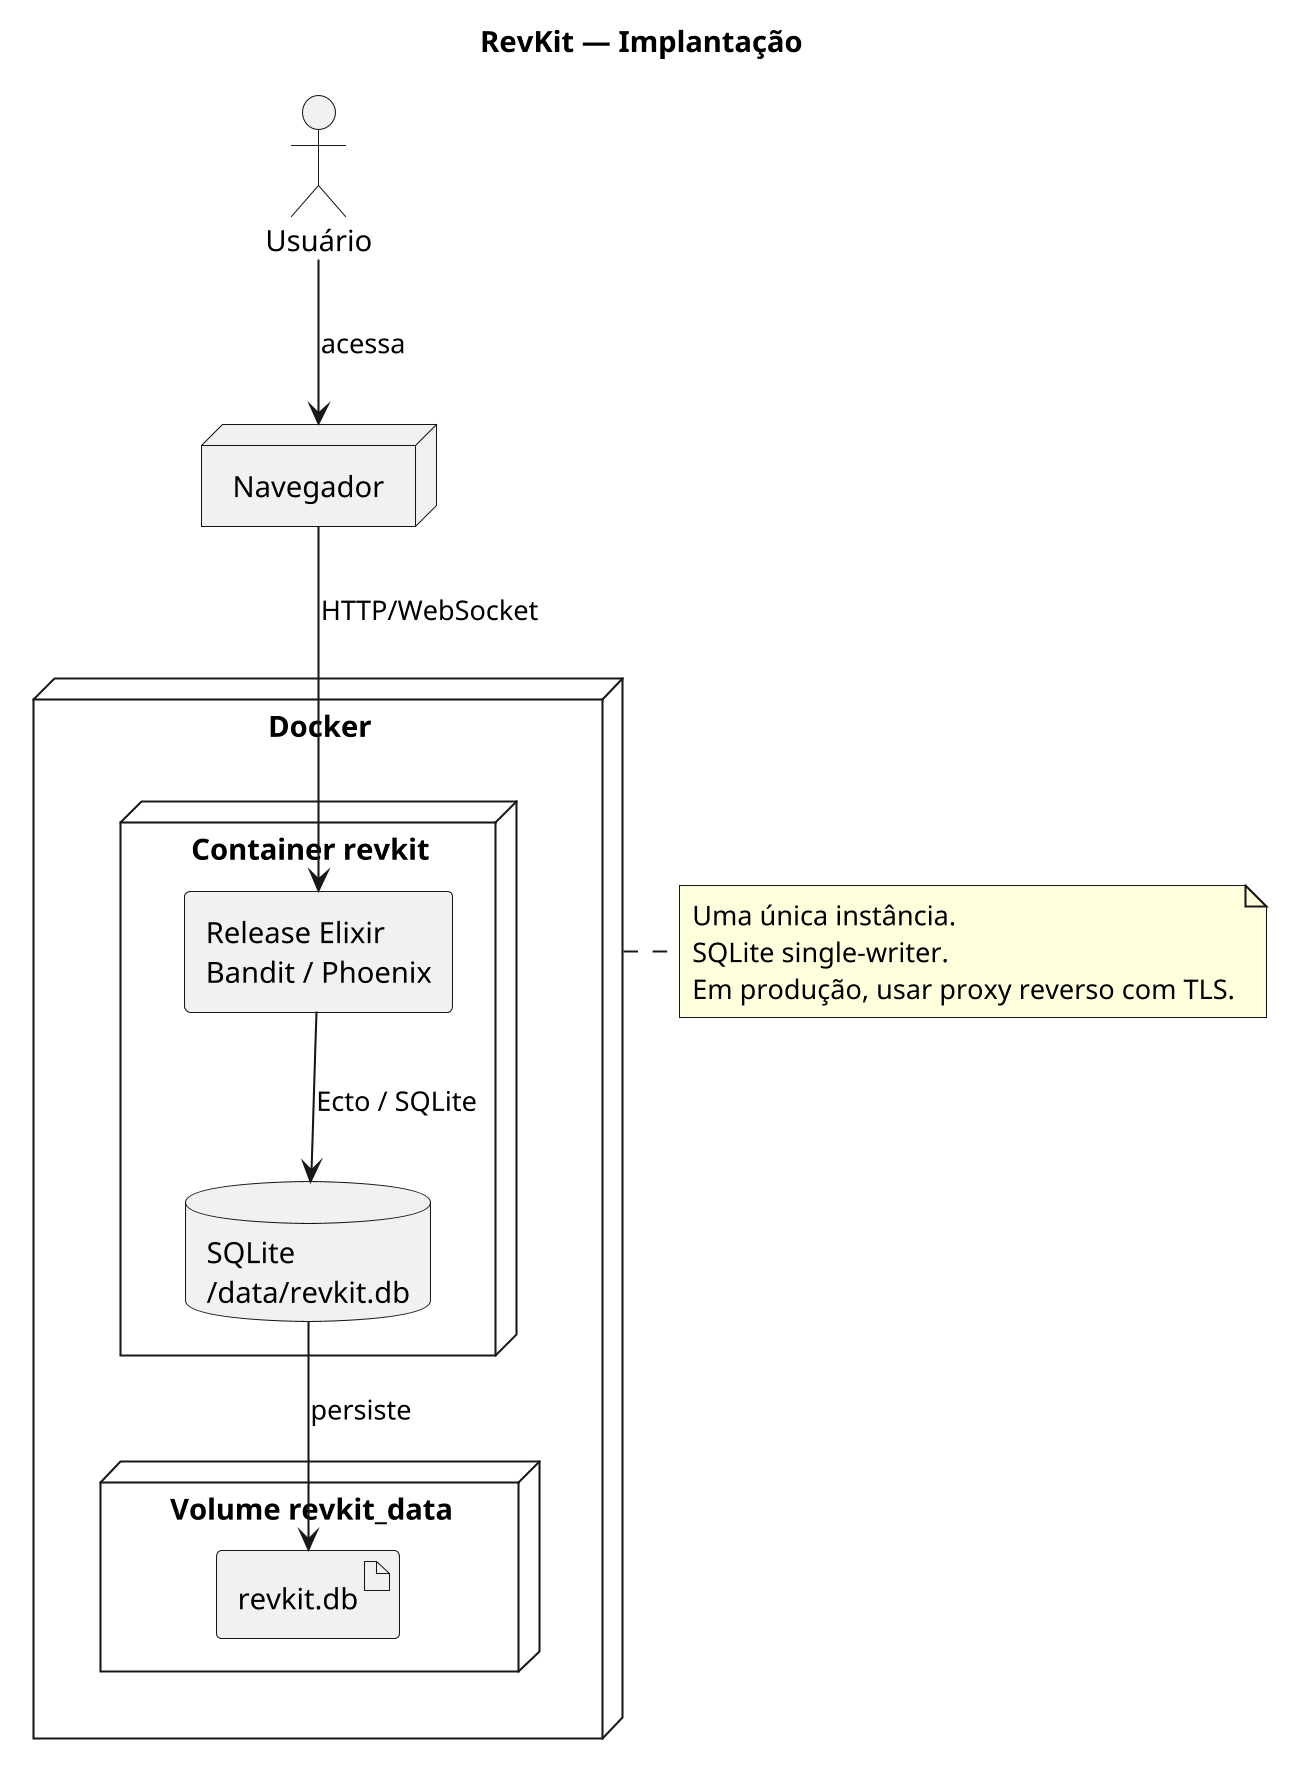 RevKit — Implantação
Usuário
acessa
Navegador
HTTP/WebSocket
Docker
Container revkit
Release Elixir
Bandit / Phoenix
Uma única instância.
SQLite single-writer.
Em produção, usar proxy reverso com TLS.
Ecto / SQLite
SQLite
/data/revkit.db
persiste
Volume revkit_data
revkit.db